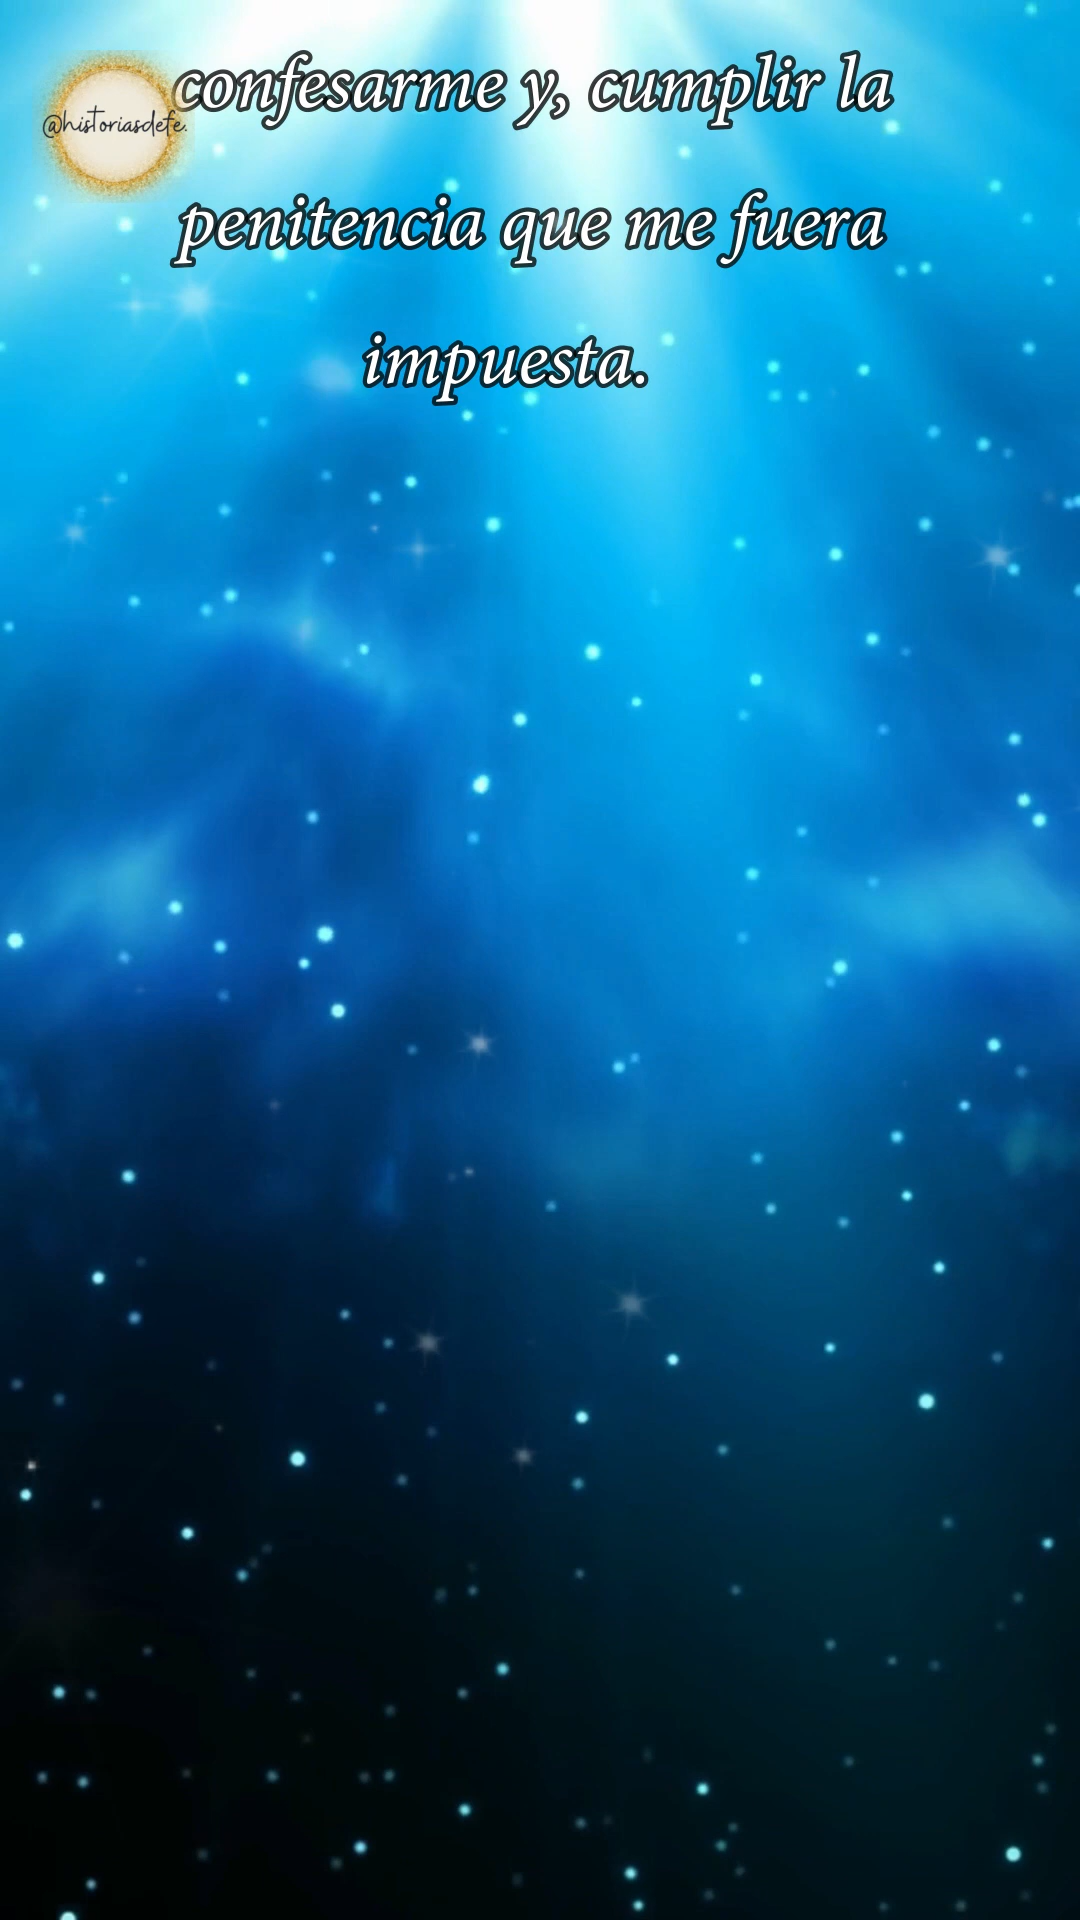 confesarme y, cumplir la
@historiasdefe.
penitencia que me fuera
impuesta.